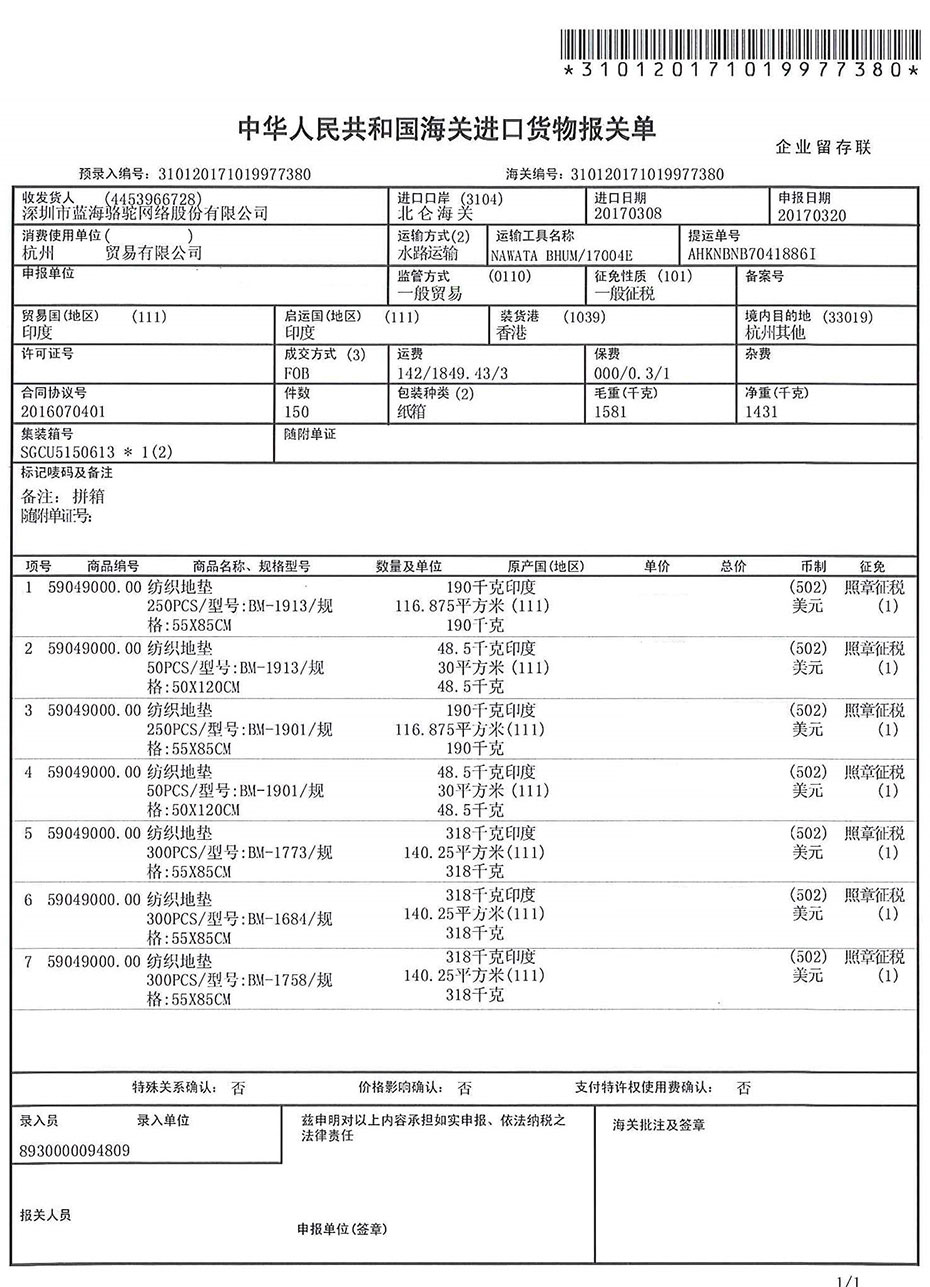 *310120171019977380*
中华人民共和国海关进口货物报关单
企业留存联
预录入编号: 310120171019977380 海关编号: 310120171019977380
收发货人 (4453966728) 进口口岸 (3104) 进口日期 申报日期
深圳市蓝海骆驼网络股份有限公司 北仑海关 20170308 20170320
消费使用单位( ) 运输方式(2) 运输工具名称 提运单号
杭州 贸易有限公司 水路运输 NAWATA BHUM/17004E AHKNBNB7041886I
申报单位 监管方式 (0110) 征免性质 (101) 备案号
一般贸易 一般征税
贸易国(地区) (111) 启运国(地区) (111) 装货港 (1039) 境内目的地 (33019)
印度 印度 香港 杭州其他
许可证号 成交方式 (3) 运费 保费 杂费
FOB 142/1849.43/3 000/0.3/1
合同协议号 件数 包装种类 (2) 毛重(千克) 净重(千克)
2016070401 150 纸箱 1581 1431
集装箱号 随附单证
SGCU5150613 * 1(2)
标记唛码及备注
备注: 拼箱
随附单证号:
项号 商品编号 商品名称、规格型号 数量及单位 原产国(地区) 单价 总价 币制 征免
1 59049000.00 纺织地垫 190千克印度 (502) 照章征税
250PCS/型号:BM-1913/规 116.875平方米(111) 美元 (1)
格:55X85CM 190千克
2 59049000.00 纺织地垫 48.5千克印度 (502) 照章征税
50PCS/型号:BM-1913/规 30平方米(111) 美元 (1)
格:50X120CM 48.5千克
3 59049000.00 纺织地垫 190千克印度 (502) 照章征税
250PCS/型号:BM-1901/规 116.875平方米(111) 美元 (1)
格:55X85CM 190千克
4 59049000.00 纺织地垫 48.5千克印度 (502) 照章征税
50PCS/型号:BM-1901/规 30平方米(111) 美元 (1)
格:50X120CM 48.5千克
5 59049000.00 纺织地垫 318千克印度 (502) 照章征税
300PCS/型号:BM-1773/规 140.25平方米(111) 美元 (1)
格:55X85CM 318千克
6 59049000.00 纺织地垫 318千克印度 (502) 照章征税
300PCS/型号:BM-1684/规 140.25平方米(111) 美元 (1)
格:55X85CM 318千克
7 59049000.00 纺织地垫 318千克印度 (502) 照章征税
300PCS/型号:BM-1758/规 140.25平方米(111) 美元 (1)
格:55X85CM 318千克
特殊关系确认: 否 价格影响确认: 否 支付特许权使用费确认: 否
录入员 录入单位 兹申明对以上内容承担如实申报、依法纳税之 海关批注及签章
法律责任
8930000094809
报关人员
申报单位(签章)
1/1